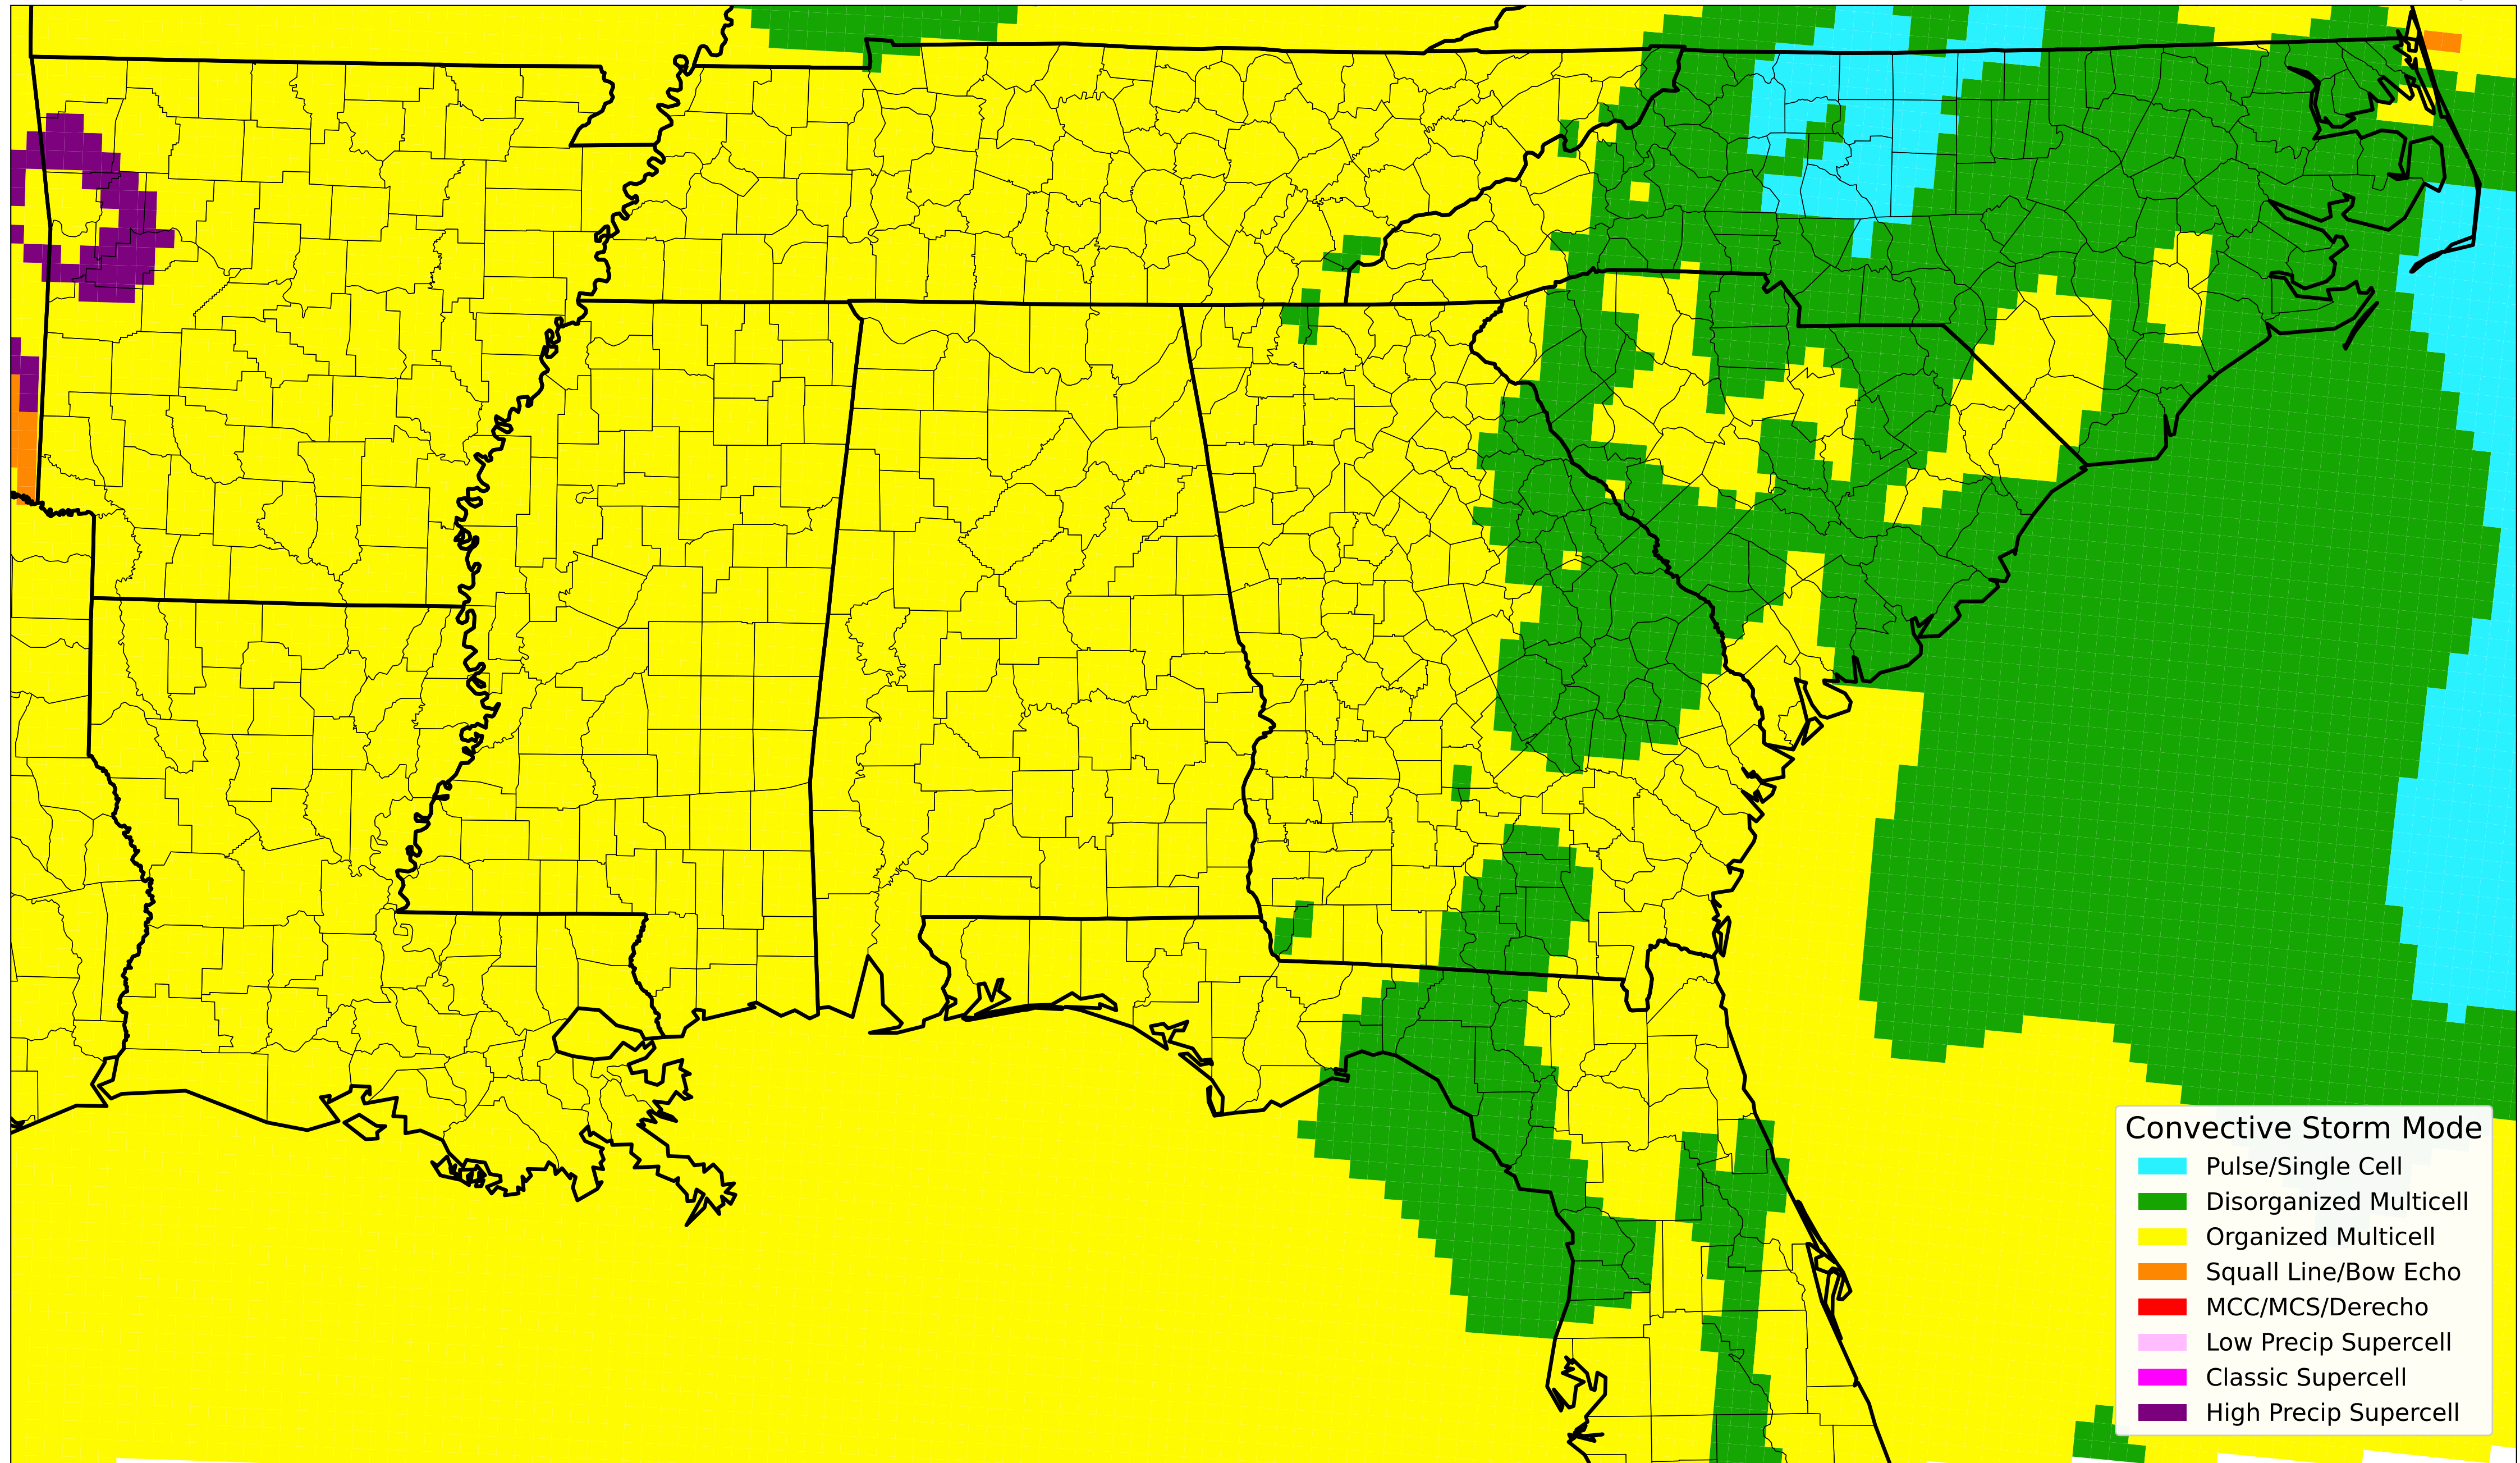 Convective Storm Mode
Pulse/Single Cell
Disorganized Multicell
Organized Multicell
Squall Line/Bow Echo
MCC/MCS/Derecho
Low Precip Supercell
Classic Supercell
High Precip Supercell